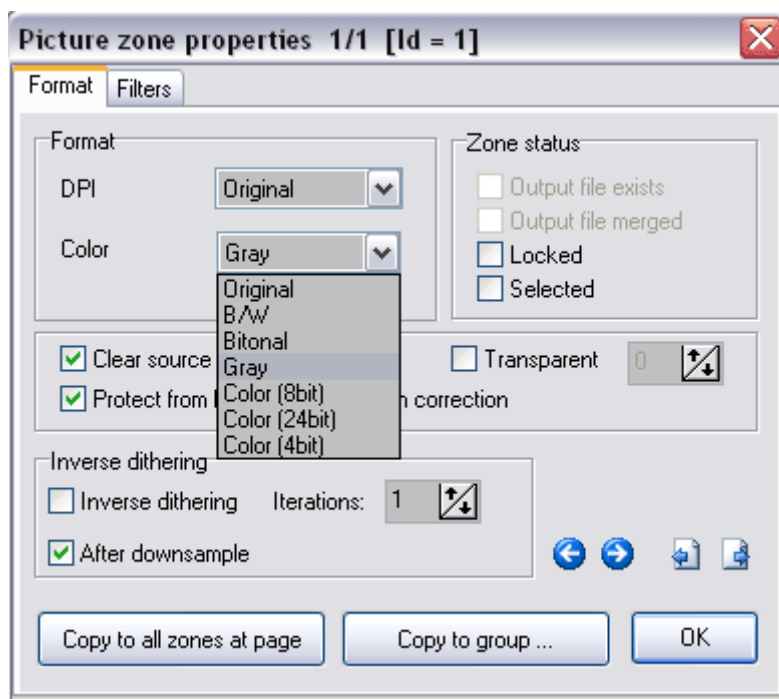 Picture zone properties 1/1 [Id = 1]
Format
Filters
Format
DPI
Original
Color
Gray
Original
B/W
Bitonal
Gray
Color (8bit)
Color (24bit)
Color (4bit)
Zone status
Output file exists
Output file merged
Locked
Selected
Clear source
Transparent
0
Protect from
correction
Inverse dithering
Inverse dithering
Iterations:
1
After downsample
Copy to all zones at page
Copy to group ...
OK